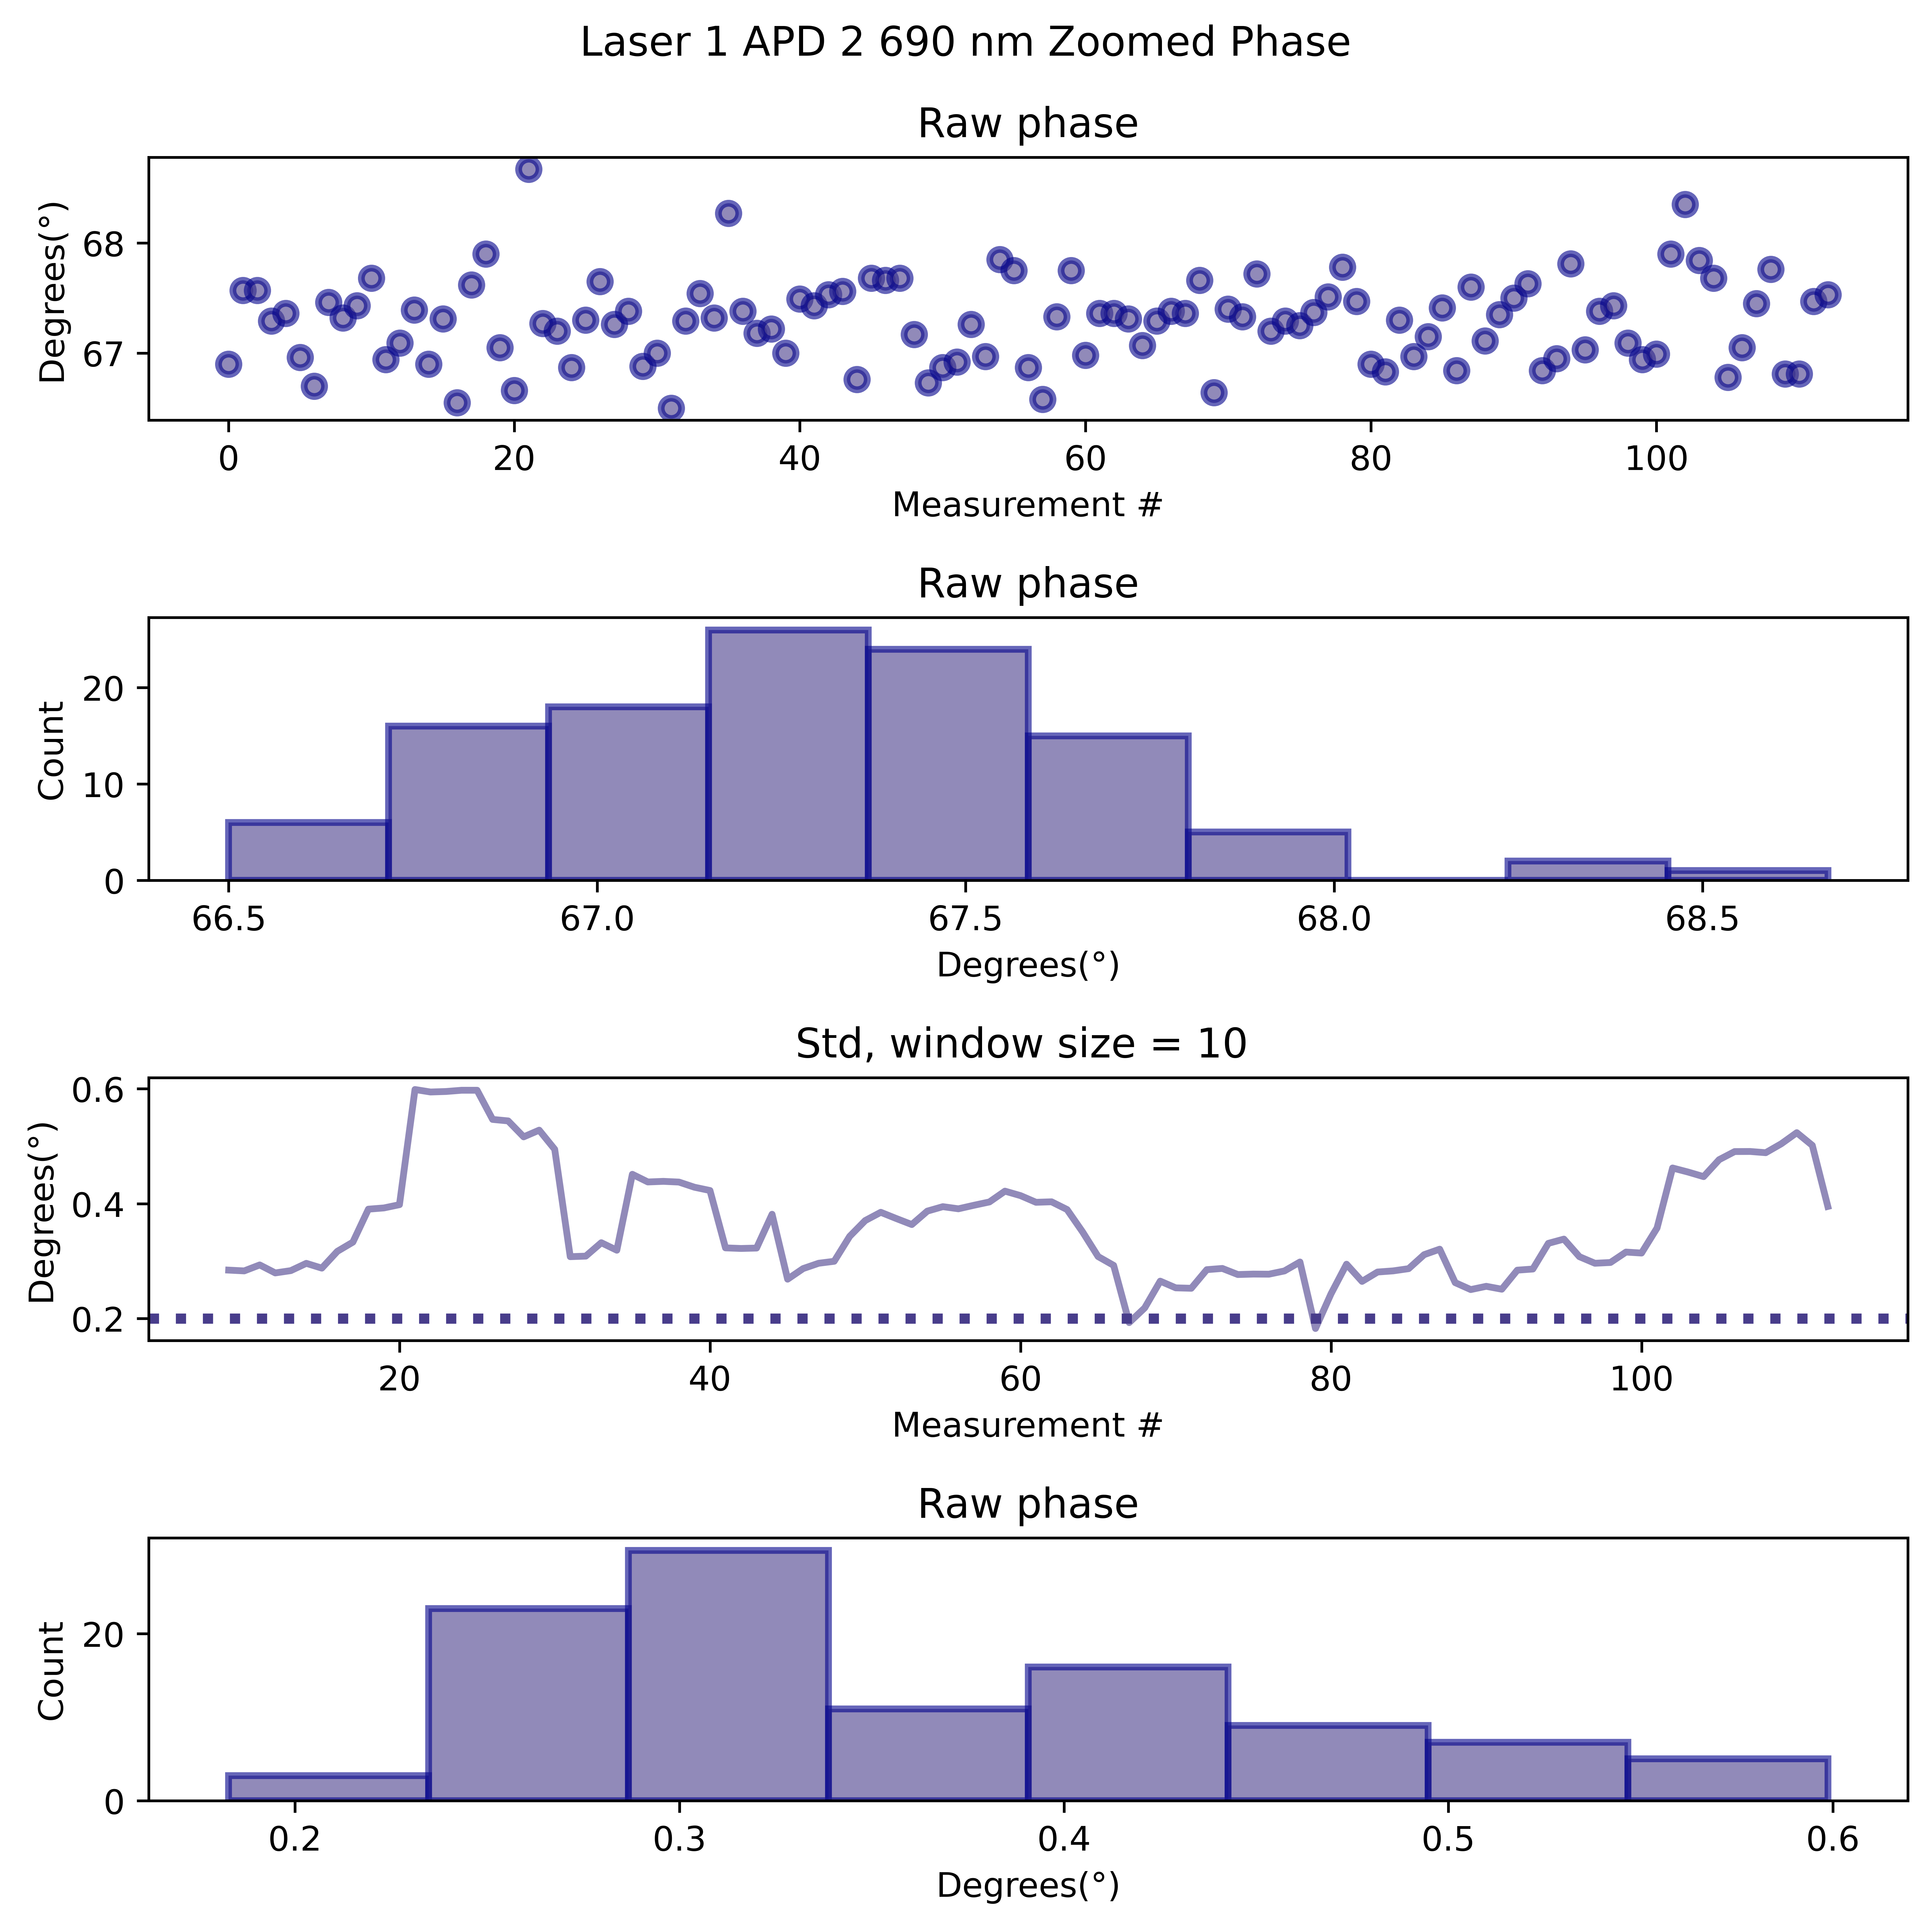 Laser 1 APD 2 690 nm Zoomed Phase
Raw phase
Degrees(°)
68
67
0 20 40 60 80 100
Measurement #
Raw phase
Count
20
10
0
66.5 67.0 67.5 68.0 68.5
Degrees(°)
Std, window size = 10
Degrees(°)
0.6
0.4
0.2
20 40 60 80 100
Measurement #
Raw phase
Count
20
0
0.2 0.3 0.4 0.5 0.6
Degrees(°)